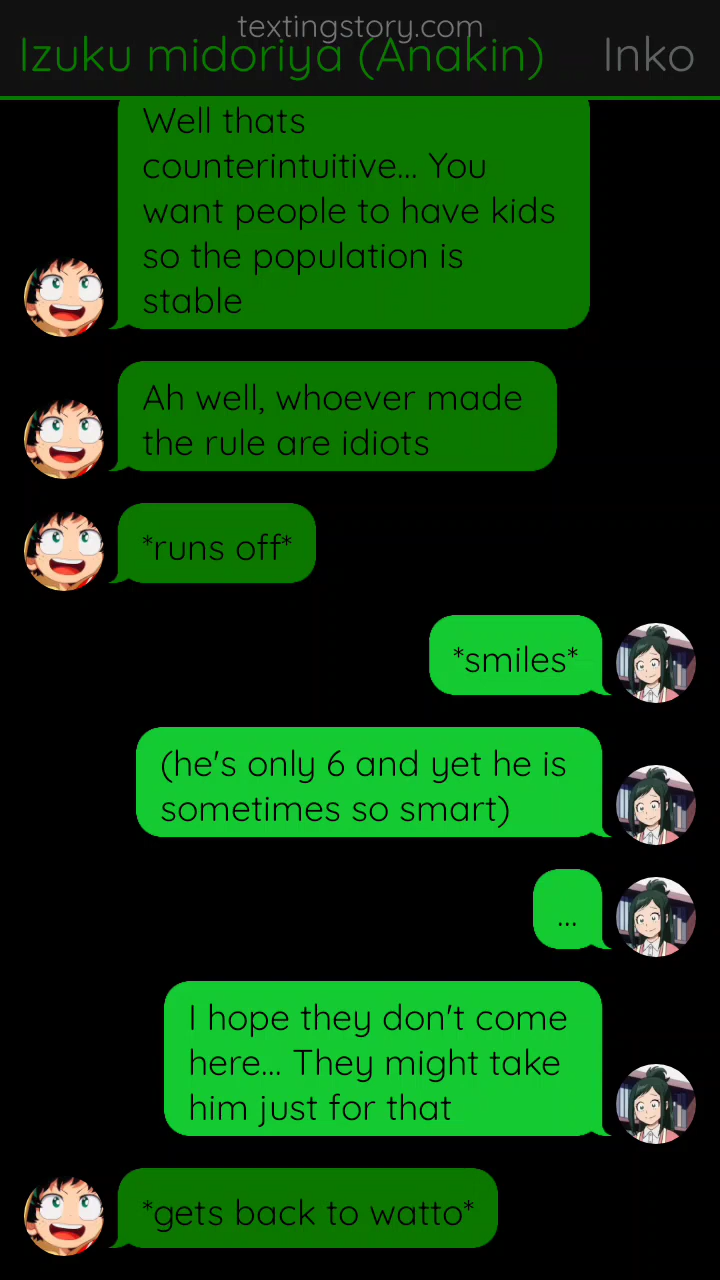 textingstory.com
Izuku midoriya (Anakin)
Inko
Well thats
counterintuitive... You
want people to have kids
so the population is
stable
Ah well, whoever made
the rule are idiots
*runs off*
*smiles*
(he's only 6 and yet he is
sometimes so smart)
...
I hope they don't come
here... They might take
him just for that
*gets back to watto*